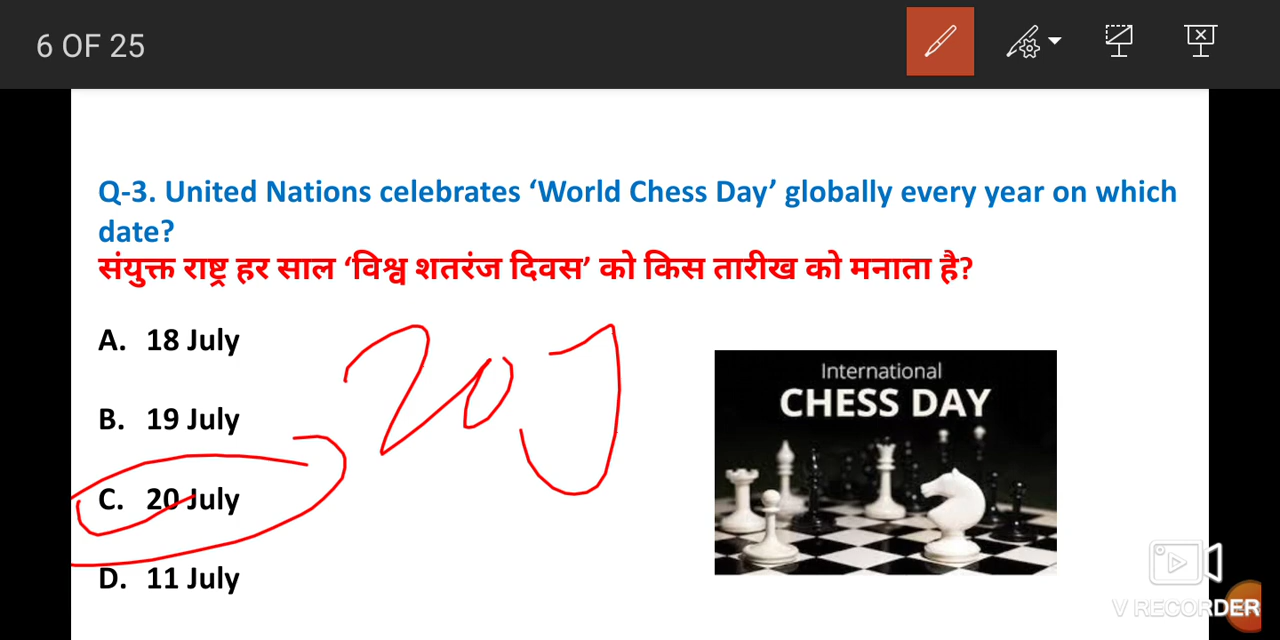 6 OF 25
Q-3. United Nations celebrates ‘World Chess Day’ globally every year on which
date?
संयुक्त राष्ट्र हर साल ‘विश्व शतरंज दिवस’ को किस तारीख को मनाता है?
A. 18 July
20 J
B. 19 July
C. 20 July
D. 11 July
International
CHESS DAY
V RECORDER